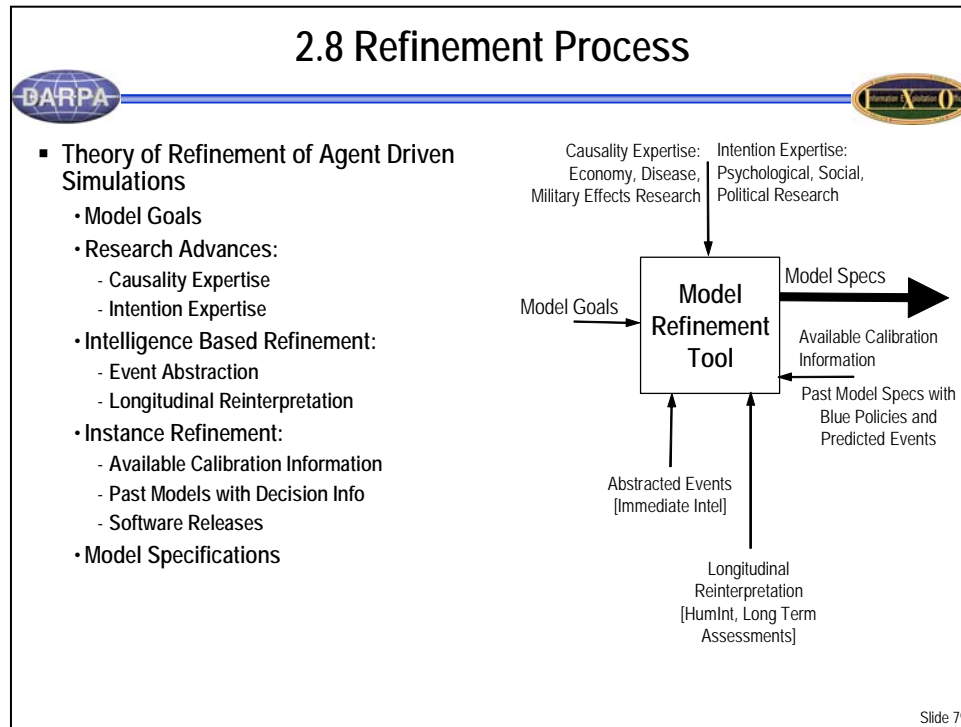 2.8 Refinement Process
DARPA
Information Exploitation Office
I X O
▪ Theory of Refinement of Agent Driven
Simulations
• Model Goals
• Research Advances:
- Causality Expertise
- Intention Expertise
• Intelligence Based Refinement:
- Event Abstraction
- Longitudinal Reinterpretation
• Instance Refinement:
- Available Calibration Information
- Past Models with Decision Info
- Software Releases
• Model Specifications
Causality Expertise:
Economy, Disease,
Military Effects Research
Intention Expertise:
Psychological, Social,
Political Research
Model Goals
Model
Refinement
Tool
Model Specs
Available Calibration
Information
Past Model Specs with
Blue Policies and
Predicted Events
Abstracted Events
[Immediate Intel]
Longitudinal
Reinterpretation
[HumInt, Long Term
Assessments]